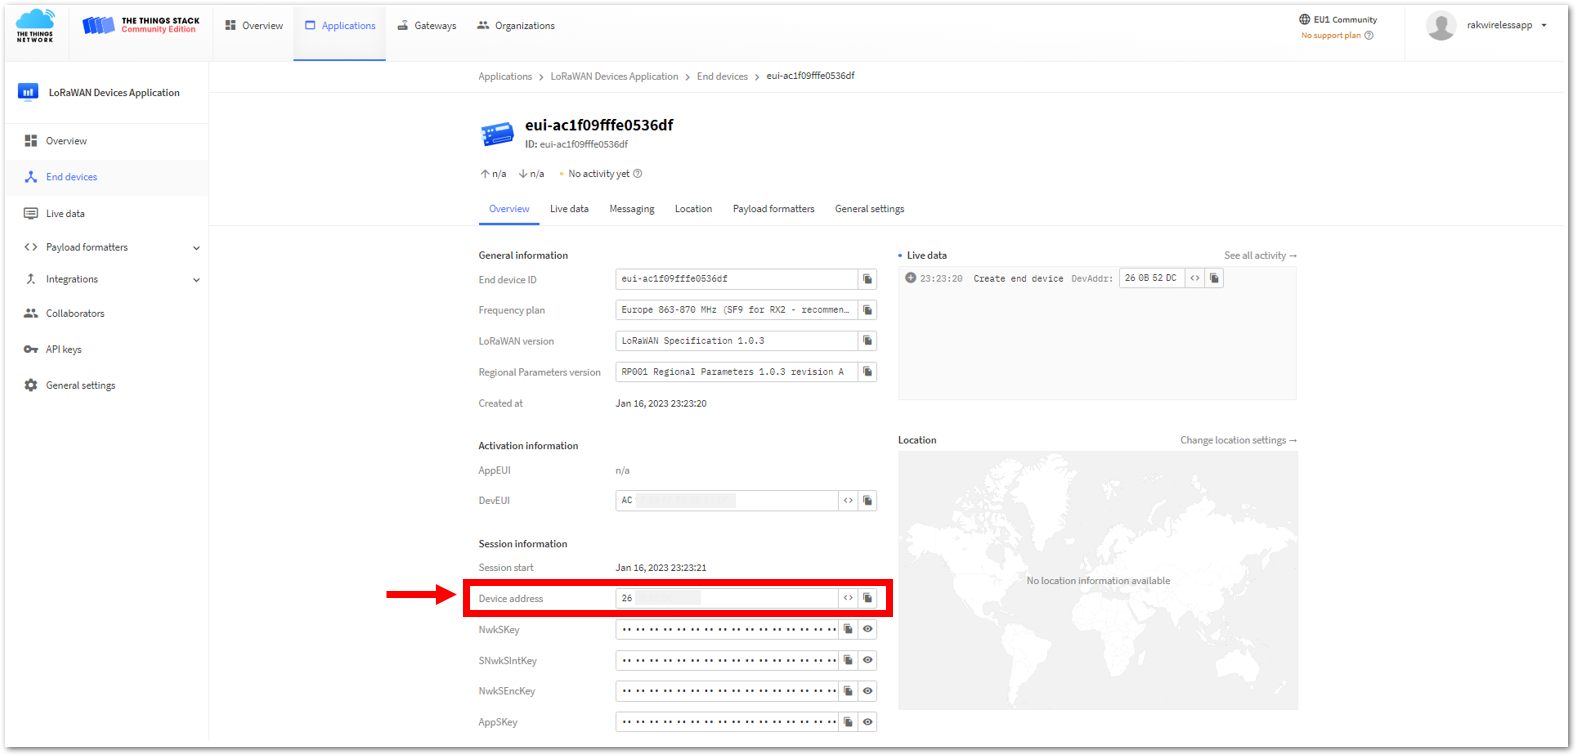 THE THINGS NETWORK
THE THINGS STACK
Community Edition
Overview
Applications
Gateways
Organizations
EU1 Community
No support plan
rakwirelessapp
LoRaWAN Devices Application
Overview
End devices
Live data
Payload formatters
Integrations
Collaborators
API keys
General settings
Applications > LoRaWAN Devices Application > End devices > eui-ac1f09fffe0536df
eui-ac1f09fffe0536df
ID: eui-ac1f09fffe0536df
↑ n/a ↓ n/a • No activity yet
Overview Live data Messaging Location Payload formatters General settings
General information
End device ID eui-ac1f09fffe0536df
Frequency plan Europe 863-870 MHz (SF9 for RX2 - recommen…
LoRaWAN version LoRaWAN Specification 1.0.3
Regional Parameters version RP001 Regional Parameters 1.0.3 revision A
Created at Jan 16, 2023 23:23:20
Activation information
AppEUI n/a
DevEUI AC
Session information
Session start Jan 16, 2023 23:23:21
Device address 26
NwkSKey
SNwkSIntKey
NwkSEncKey
AppSKey
• Live data See all activity →
23:23:20 Create end device DevAddr: 26 0B 52 DC
Location Change location settings →
No location information available